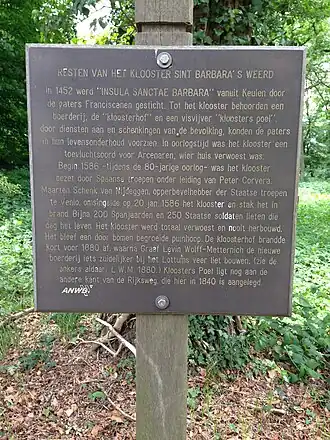 RESTEN VAN HET KLOOSTER SINT BARBARA'S WEERD
In 1452 werd "INSULA SANCTAE BARBARA" vanuit Keulen door
de paters Franciscanen gesticht. Tot het klooster behoorden een
boerderij, de "kloosterhof" en een visvijver "kloosters poel".
door diensten aan en schenkingen van de bevolking, konden de paters
in hun levensonderhoud voorzien. In oorlogstijd was het klooster een
toevluchtsoord voor Arcenaren, wier huis verwoest was.
Begin 1586 -tijdens de 80-jarige oorlog- was het klooster
bezet door Spaanse troepen onder leiding van Peter Corvera.
Maarten Schenk van Nijdeggen, opperbevelhebber der Staatse troepen
te Venlo, omsingelde op 20 jan. 1586 het klooster en stak het in
brand. Bijna 200 Spanjaarden en 250 Staatse soldaten lieten die
dag het leven. Het klooster werd totaal verwoest en nooit herbouwd.
Het bleef een door bomen begroeide puinhoop. De kloosterhof brandde
kort voor 1880 af, waarna Graaf Levin Wolff-Metternich de nieuwe
boerderij iets zuidelijker bij het Lottums veer liet bouwen. (zie de
ankers aldaar: L.W.M. 1880.) Kloosters Poel ligt nog aan de
andere kant van de Rijksweg, die hier in 1840 is aangelegd.
ANWB